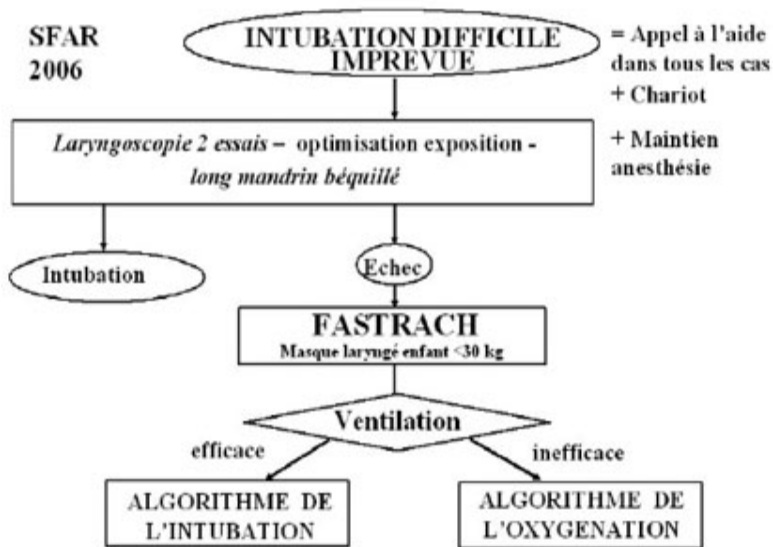 SFAR
2006
INTUBATION DIFFICILE
IMPREVUE
= Appel à l'aide
dans tous les cas
+ Chariot
+ Maintien
anesthésie
Laryngoscopie 2 essais – optimisation exposition -
long mandrin béquillé
Intubation
Echec
FASTRACH
Masque laryngé enfant <30 kg
Ventilation
efficace
inefficace
ALGORITHME DE
L'INTUBATION
ALGORITHME DE
L'OXYGENATION